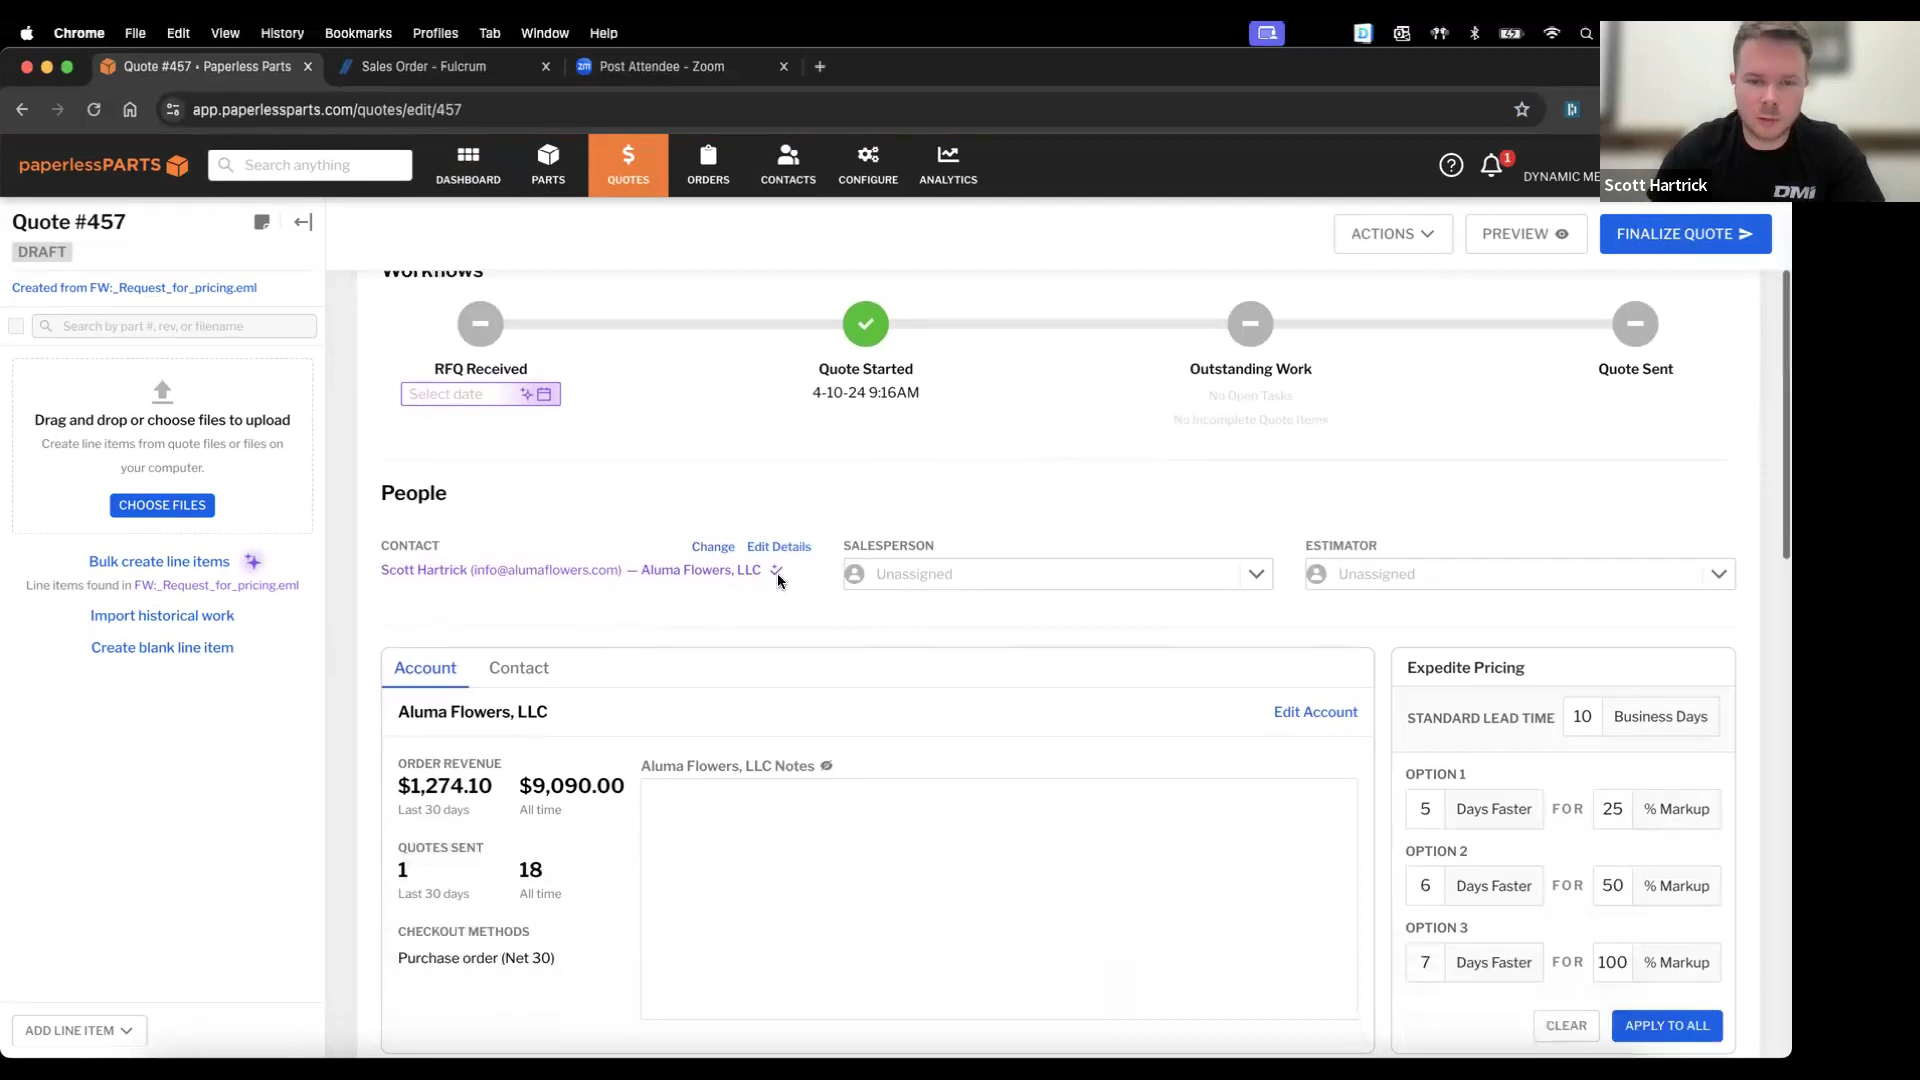 Chrome File Edit View History Bookmarks Profiles Tab Window Help
Quote #457 • Paperless Parts
Sales Order - Fulcrum
zm Post Attendee - Zoom
app.paperlessparts.com/quotes/edit/457
paperlessPARTS
Search anything
DASHBOARD
PARTS
QUOTES
ORDERS
CONTACTS
CONFIGURE
ANALYTICS
1
DYNAMIC ME
Scott Hartrick
DMI
Quote #457
DRAFT
Created from FW:_Request_for_pricing.eml
Search by part #, rev, or filename
Drag and drop or choose files to upload
Create line items from quote files or files on
your computer.
CHOOSE FILES
Bulk create line items
Line items found in FW:_Request_for_pricing.eml
Import historical work
Create blank line item
ADD LINE ITEM
ACTIONS
PREVIEW
FINALIZE QUOTE
Workflows
RFQ Received
Select date
Quote Started
4-10-24 9:16AM
Outstanding Work
No Open Tasks
No Incomplete Quote Items
Quote Sent
People
CONTACT
Change Edit Details
Scott Hartrick (info@alumaflowers.com) — Aluma Flowers, LLC
SALESPERSON
Unassigned
ESTIMATOR
Unassigned
Account
Contact
Aluma Flowers, LLC
Edit Account
ORDER REVENUE
$1,274.10 $9,090.00
Last 30 days All time
QUOTES SENT
1 18
Last 30 days All time
CHECKOUT METHODS
Purchase order (Net 30)
Aluma Flowers, LLC Notes
Expedite Pricing
STANDARD LEAD TIME 10 Business Days
OPTION 1
5 Days Faster FOR 25 % Markup
OPTION 2
6 Days Faster FOR 50 % Markup
OPTION 3
7 Days Faster FOR 100 % Markup
CLEAR
APPLY TO ALL